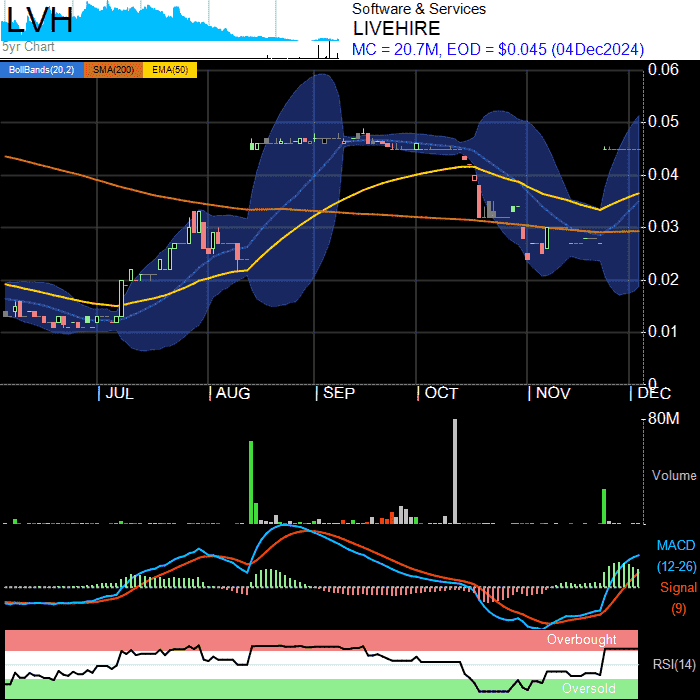 LVH
5yr Chart
Software & Services
LIVEHIRE
MC = 20.7M, EOD = $0.045 (04Dec2024)
BollBands(20,2) SMA(200) EMA(50)
0.06
0.05
0.04
0.03
0.02
0.01
0
JUL AUG SEP OCT NOV DEC
80M
Volume
MACD
(12-26)
Signal
(9)
Overbought
RSI(14)
Oversold